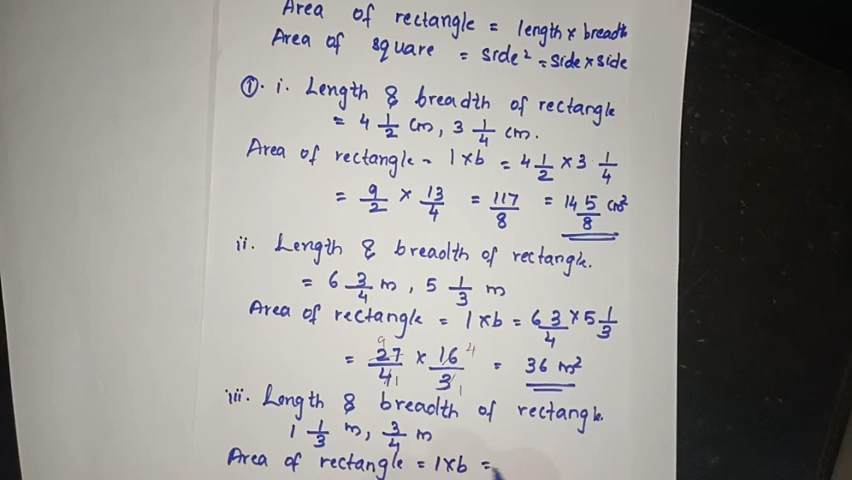 Area of rectangle = length x breadth
Area of square = side² = side x side
①. i. Length & breadth of rectangle
= 4 1/2 cm, 3 1/4 cm.
Area of rectangle = l x b = 4 1/2 x 3 1/4
= 9/2 x 13/4 = 117/8 = 14 5/8 cm²
ii. Length & breadth of rectangle.
= 6 3/4 m, 5 1/3 m
Area of rectangle = l x b = 6 3/4 x 5 1/3
= 27/4 x 16/3 = 36 m²
iii. Length & breadth of rectangle.
1 1/3 m, 3/4 m
Area of rectangle = l x b =